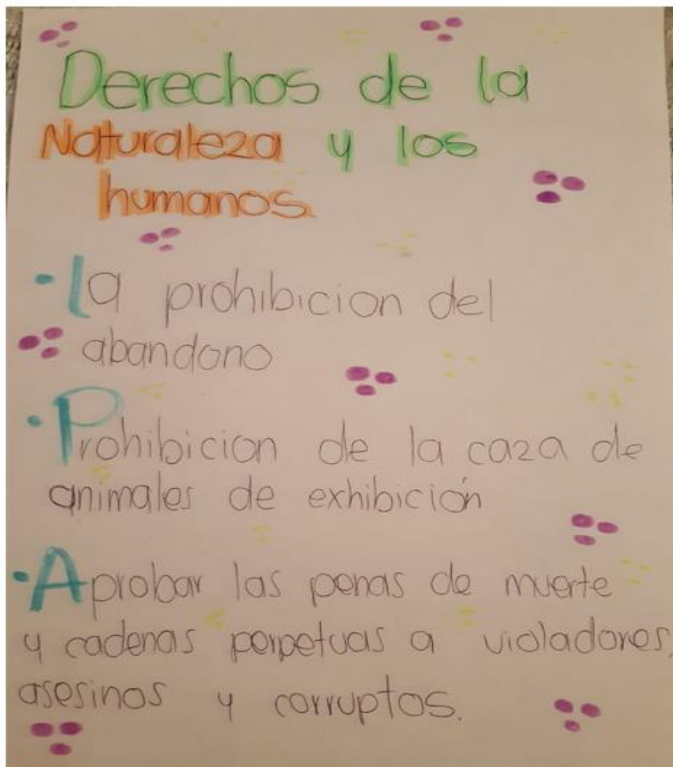 Derechos de la
Naturaleza y los
humanos.
· la prohibicion del
abandono
· Prohibicion de la caza de
animales de exhibición
· Aprobar las penas de muerte
y cadenas perpetuas a violadores,
asesinos y corruptos.